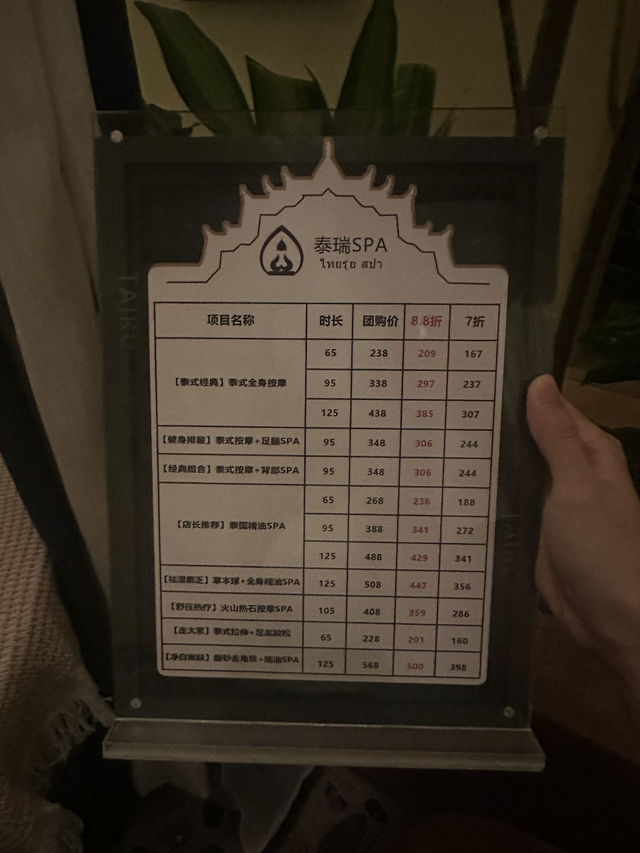 泰瑞SPA
ไทยรุ่ย สปา
项目名称 时长 团购价 8.8折 7折
【泰式经典】泰式全身按摩 65 238 209 167
95 338 297 237
125 438 385 307
【健身排酸】泰式按摩+足腿SPA 95 348 306 244
【经典组合】泰式按摩+背部SPA 95 348 306 244
【店长推荐】泰国精油SPA 65 268 236 188
95 388 341 272
125 488 429 341
【祛湿解乏】草本球+全身精油SPA 125 508 447 356
【舒压热疗】火山热石按摩SPA 105 408 359 286
【走太累】泰式拉伸+足底放松 65 228 201 160
【净白嫩肤】磨砂去角质+精油SPA 125 568 500 398